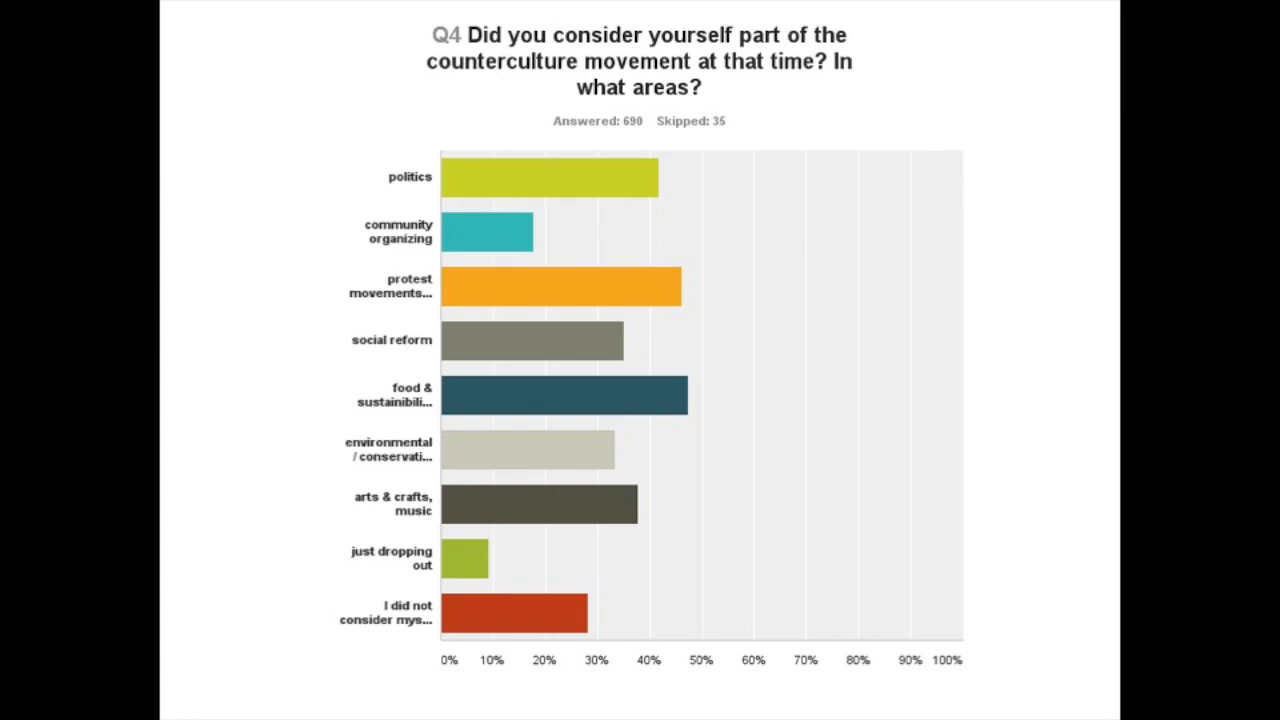 Q4 Did you consider yourself part of the
counterculture movement at that time? In
what areas?
Answered: 690 Skipped: 35
politics
community
organizing
protest
movements...
social reform
food &
sustainibili...
environmental
/ conservati...
arts & crafts,
music
just dropping
out
I did not
consider mys...
0% 10% 20% 30% 40% 50% 60% 70% 80% 90% 100%